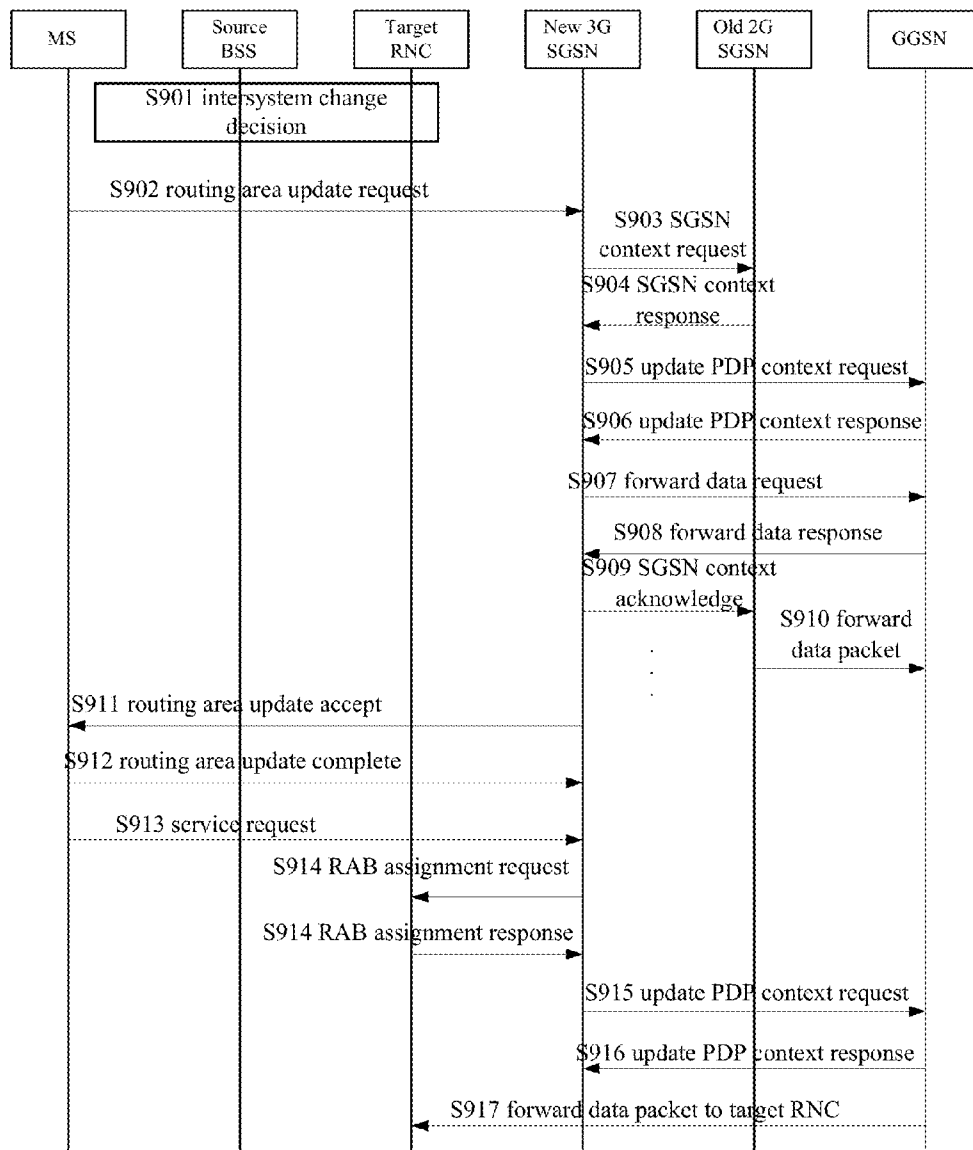 MS
Source
BSS
Target
RNC
New 3G
SGSN
Old 2G
SGSN
GGSN
S901 intersystem change
decision
S902 routing area update request
S903 SGSN
context request
S904 SGSN context
response
S905 update PDP context request
S906 update PDP context response
S907 forward data request
S908 forward data response
S909 SGSN context
acknowledge
S910 forward
data packet
S911 routing area update accept
S912 routing area update complete
S913 service request
S914 RAB assignment request
S914 RAB assignment response
S915 update PDP context request
S916 update PDP context response
S917 forward data packet to target RNC